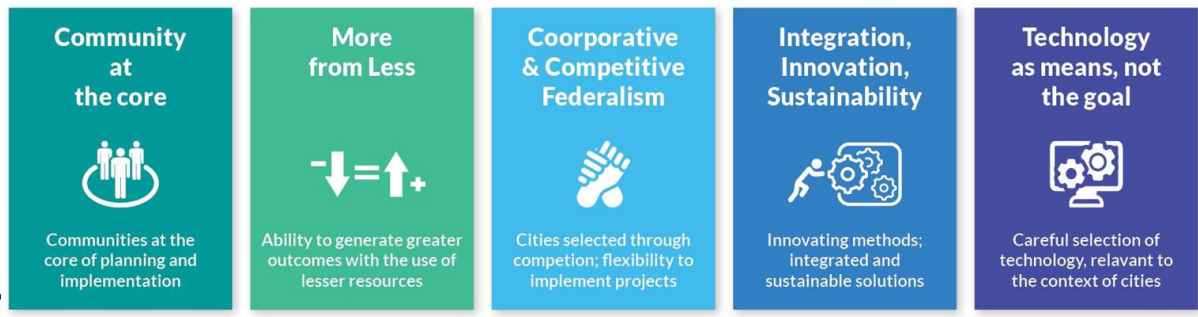 Community
at
the core
Communities at the
core of planning and
implementation
More
from Less
Ability to generate greater
outcomes with the use of
lesser resources
Coorporative
& Competitive
Federalism
Cities selected through
competion; flexibility to
implement projects
Integration,
Innovation,
Sustainability
Innovating methods;
integrated and
sustainable solutions
Technology
as means, not
the goal
Careful selection of
technology, relavant to
the context of cities